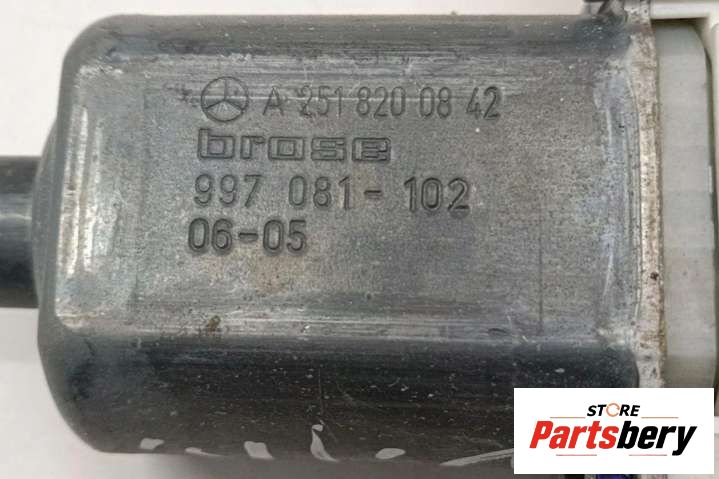 A 251 820 08 42
brose
997 081-102
06-05
STORE
Partsbery